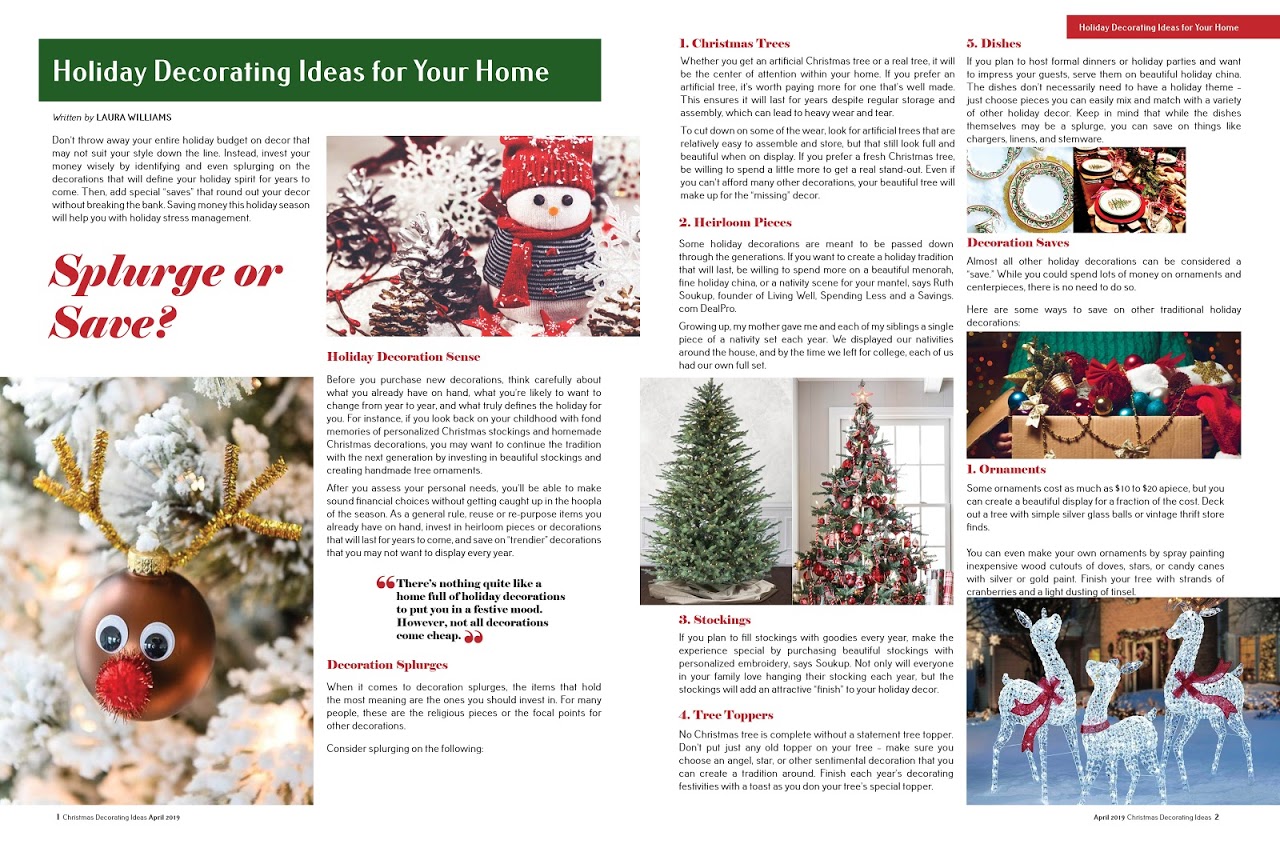 Holiday Decorating Ideas for Your Home
Written by LAURA WILLIAMS
Don't throw away your entire holiday budget on decor that
may not suit your style down the line. Instead, invest your
money wisely by identifying and even splurging on the
decorations that will define your holiday spirit for years to
come. Then, add special “saves” that round out your decor
without breaking the bank. Saving money this holiday season
will help you with holiday stress management.
Splurge or
Save?
Holiday Decoration Sense
Before you purchase new decorations, think carefully about
what you already have on hand, what you're likely to want to
change from year to year, and what truly defines the holiday for
you. For instance, if you look back on your childhood with fond
memories of personalized Christmas stockings and homemade
Christmas decorations, you may want to continue the tradition
with the next generation by investing in beautiful stockings and
creating handmade tree ornaments.
After you assess your personal needs, you'll be able to make
sound financial choices without getting caught up in the hoopla
of the season. As a general rule, reuse or re-purpose items you
already have on hand, invest in heirloom pieces or decorations
that will last for years to come, and save on “trendier” decorations
that you may not want to display every year.
“There's nothing quite like a
home full of holiday decorations
to put you in a festive mood.
However, not all decorations
come cheap.”
Decoration Splurges
When it comes to decoration splurges, the items that hold
the most meaning are the ones you should invest in. For many
people, these are the religious pieces or the focal points for
other decorations.
Consider splurging on the following:
1 Christmas Decorating Ideas April 2019
Holiday Decorating Ideas for Your Home
1. Christmas Trees
Whether you get an artificial Christmas tree or a real tree, it will
be the center of attention within your home. If you prefer an
artificial tree, it's worth paying more for one that's well made.
This ensures it will last for years despite regular storage and
assembly, which can lead to heavy wear and tear.
To cut down on some of the wear, look for artificial trees that are
relatively easy to assemble and store, but that still look full and
beautiful when on display. If you prefer a fresh Christmas tree,
be willing to spend a little more to get a real stand-out. Even if
you can't afford many other decorations, your beautiful tree will
make up for the “missing” decor.
2. Heirloom Pieces
Some holiday decorations are meant to be passed down
through the generations. If you want to create a holiday tradition
that will last, be willing to spend more on a beautiful menorah,
fine holiday china, or a nativity scene for your mantel, says Ruth
Soukup, founder of Living Well, Spending Less and a Savings.
com DealPro.
Growing up, my mother gave me and each of my siblings a single
piece of a nativity set each year. We displayed our nativities
around the house, and by the time we left for college, each of us
had our own full set.
3. Stockings
If you plan to fill stockings with goodies every year, make the
experience special by purchasing beautiful stockings with
personalized embroidery, says Soukup. Not only will everyone
in your family love hanging their stocking each year, but the
stockings will add an attractive “finish” to your holiday decor.
4. Tree Toppers
No Christmas tree is complete without a statement tree topper.
Don't put just any old topper on your tree – make sure you
choose an angel, star, or other sentimental decoration that you
can create a tradition around. Finish each year's decorating
festivities with a toast as you don your tree's special topper.
5. Dishes
If you plan to host formal dinners or holiday parties and want
to impress your guests, serve them on beautiful holiday china.
The dishes don't necessarily need to have a holiday theme –
just choose pieces you can easily mix and match with a variety
of other holiday decor. Keep in mind that while the dishes
themselves may be a splurge, you can save on things like
chargers, linens, and stemware.
Decoration Saves
Almost all other holiday decorations can be considered a
“save.” While you could spend lots of money on ornaments and
centerpieces, there is no need to do so.
Here are some ways to save on other traditional holiday
decorations:
1. Ornaments
Some ornaments cost as much as $10 to $20 apiece, but you
can create a beautiful display for a fraction of the cost. Deck
out a tree with simple silver glass balls or vintage thrift store
finds.
You can even make your own ornaments by spray painting
inexpensive wood cutouts of doves, stars, or candy canes
with silver or gold paint. Finish your tree with strands of
cranberries and a light dusting of tinsel.
April 2019 Christmas Decorating Ideas 2